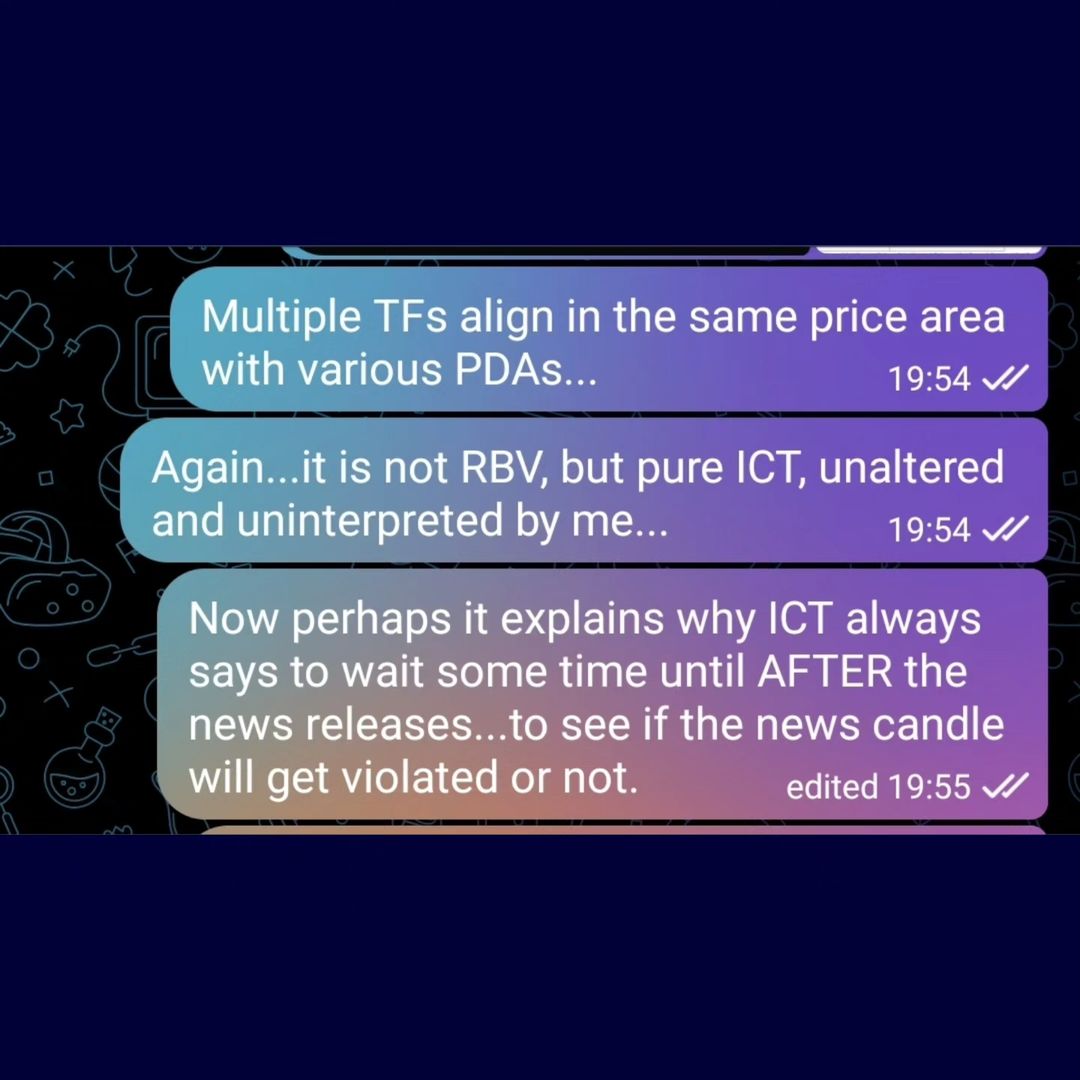 Multiple TFs align in the same price area
with various PDAs...
19:54
Again...it is not RBV, but pure ICT, unaltered
and uninterpreted by me...
19:54
Now perhaps it explains why ICT always
says to wait some time until AFTER the
news releases...to see if the news candle
will get violated or not.
edited 19:55